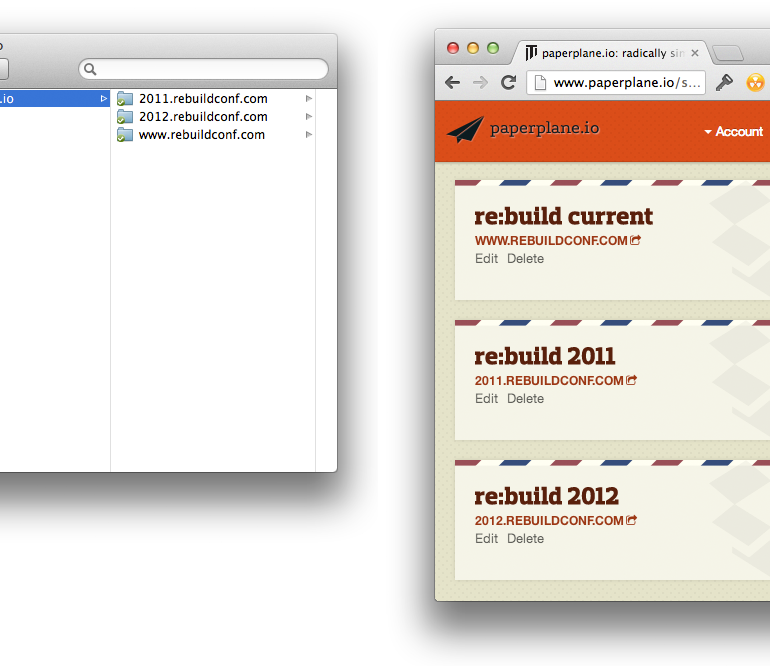 .io
2011.rebuildconf.com
2012.rebuildconf.com
www.rebuildconf.com
paperplane.io: radically sim
www.paperplane.io/s...
paperplane.io
Account
re:build current
WWW.REBUILDCONF.COM
Edit Delete
re:build 2011
2011.REBUILDCONF.COM
Edit Delete
re:build 2012
2012.REBUILDCONF.COM
Edit Delete